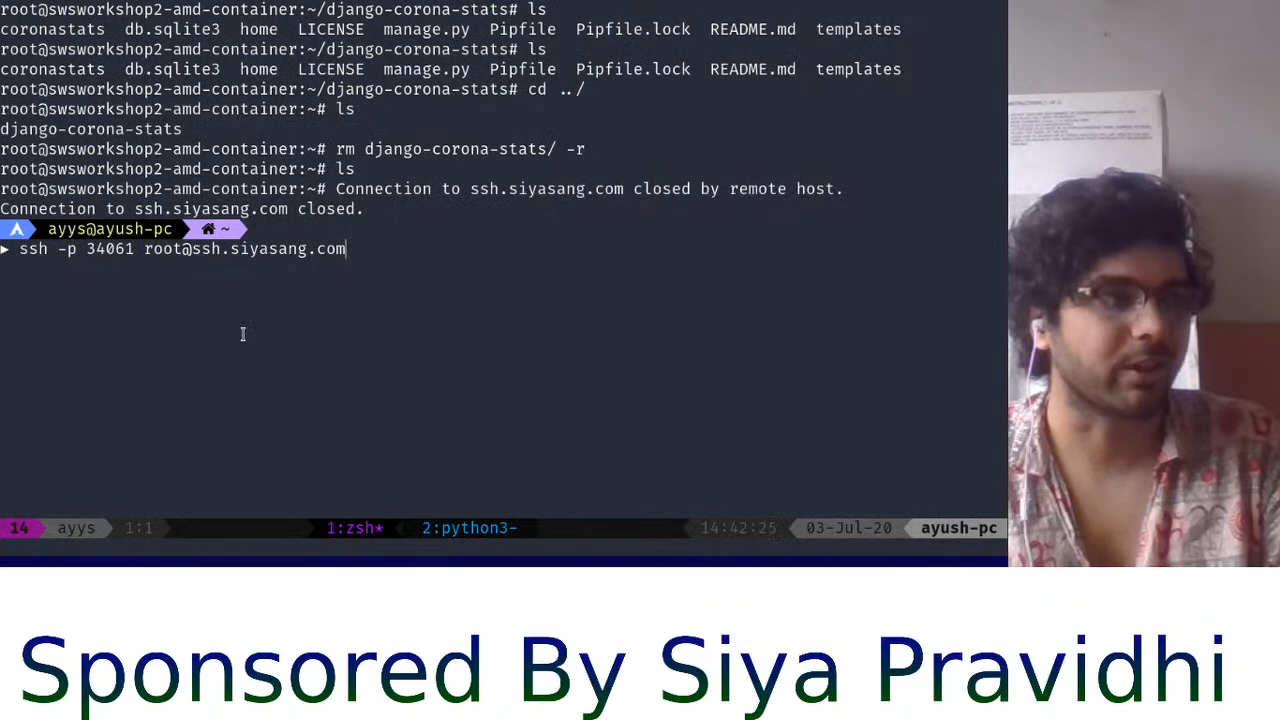 root@swsworkshop2-amd-container:~/django-corona-stats# ls
coronastats  db.sqlite3  home  LICENSE  manage.py  Pipfile  Pipfile.lock  README.md  templates
root@swsworkshop2-amd-container:~/django-corona-stats# ls
coronastats  db.sqlite3  home  LICENSE  manage.py  Pipfile  Pipfile.lock  README.md  templates
root@swsworkshop2-amd-container:~/django-corona-stats# cd ../
root@swsworkshop2-amd-container:~# ls
django-corona-stats
root@swsworkshop2-amd-container:~# rm django-corona-stats/ -r
root@swsworkshop2-amd-container:~# ls
root@swsworkshop2-amd-container:~# Connection to ssh.siyasang.com closed by remote host.
Connection to ssh.siyasang.com closed.
ayys@ayush-pc ~
▶ ssh -p 34061 root@ssh.siyasang.com
14 ayys 1:1 1:zsh* 2:python3- 14:42:25 03-Jul-20 ayush-pc
Sponsored By Siya Pravidhi